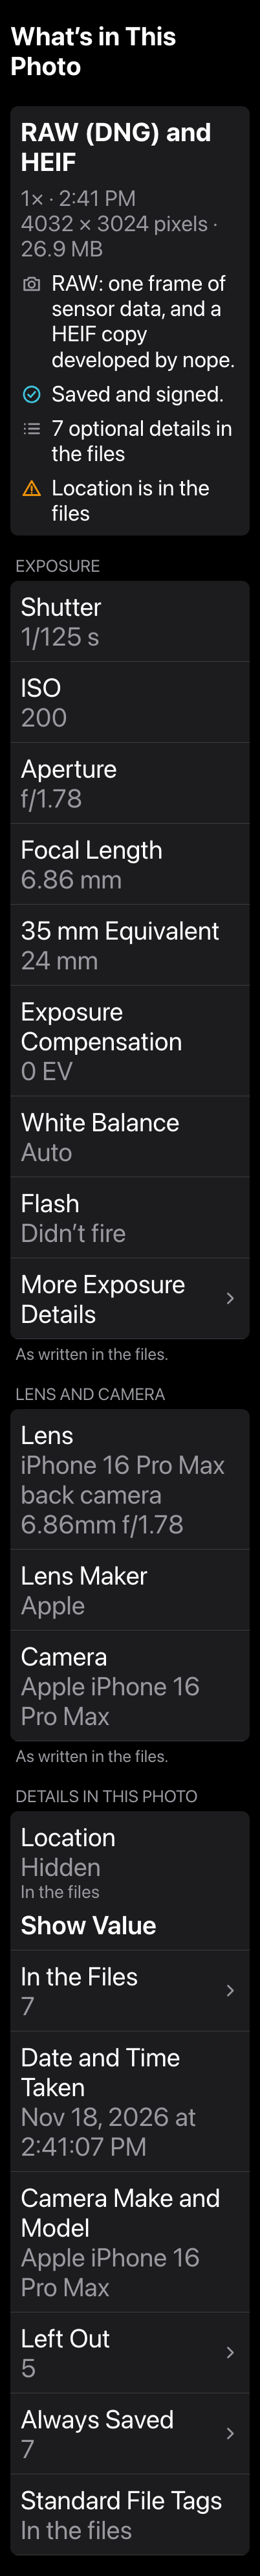 What's in This
Photo
RAW (DNG) and
HEIF
1× · 2:41 PM
4032 × 3024 pixels ·
26.9 MB
RAW: one frame of
sensor data, and a
HEIF copy
developed by nope.
Saved and signed.
7 optional details in
the files
Location is in the
files
EXPOSURE
Shutter
1/125 s
ISO
200
Aperture
f/1.78
Focal Length
6.86 mm
35 mm Equivalent
24 mm
Exposure
Compensation
0 EV
White Balance
Auto
Flash
Didn't fire
More Exposure
Details
As written in the files.
LENS AND CAMERA
Lens
iPhone 16 Pro Max
back camera
6.86mm f/1.78
Lens Maker
Apple
Camera
Apple iPhone 16
Pro Max
As written in the files.
DETAILS IN THIS PHOTO
Location
Hidden
In the files
Show Value
In the Files
7
Date and Time
Taken
Nov 18, 2026 at
2:41:07 PM
Camera Make and
Model
Apple iPhone 16
Pro Max
Left Out
5
Always Saved
7
Standard File Tags
In the files